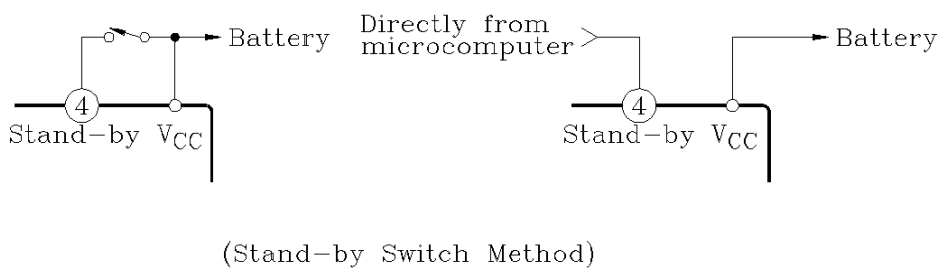 Battery
4
Stand-by VCC
Directly from
microcomputer
Battery
4
Stand-by VCC
(Stand-by Switch Method)